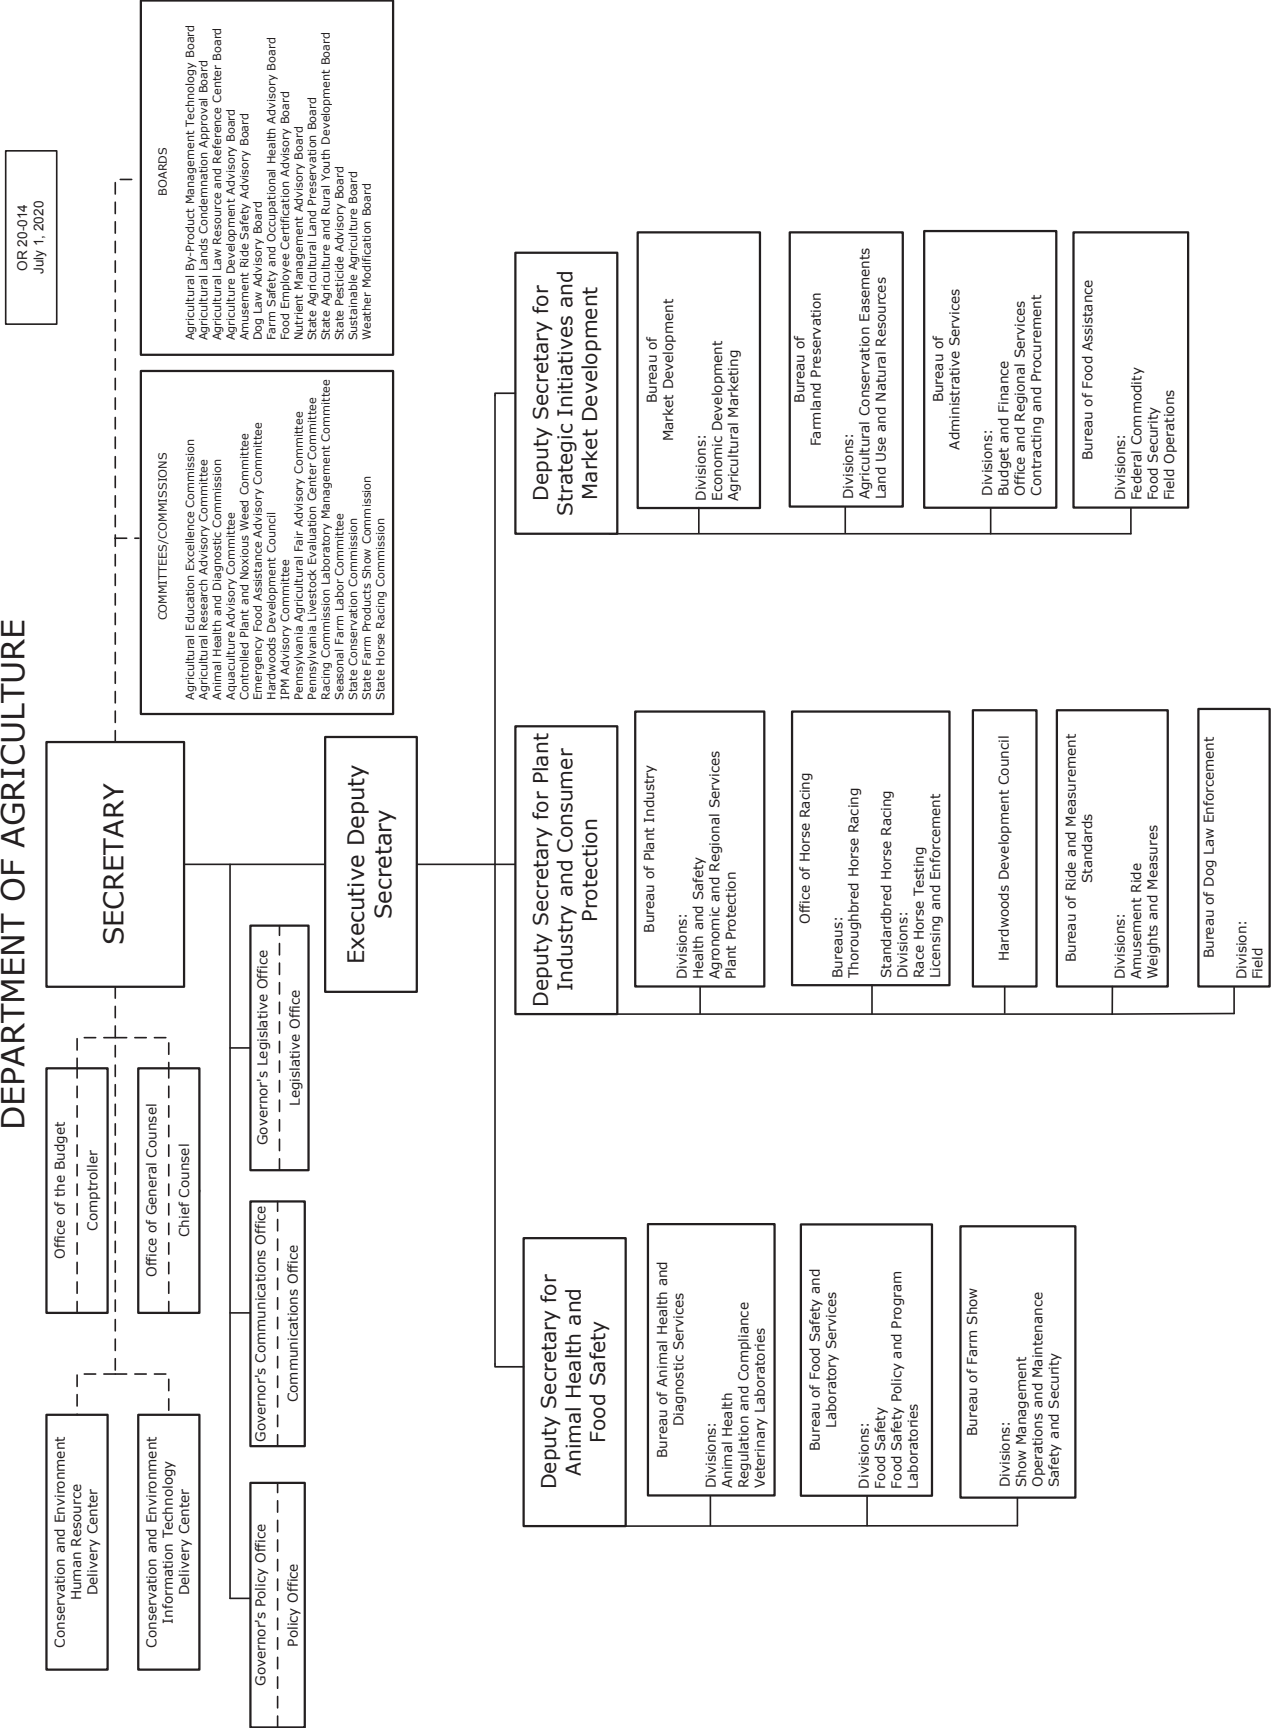 DEPARTMENT OF AGRICULTURE
OR 20-014
July 1, 2020
Conservation and Environment
Human Resource
Delivery Center
Conservation and Environment
Information Technology
Delivery Center
Office of the Budget
Comptroller
Office of General Counsel
Chief Counsel
SECRETARY
COMMITTEES/COMMISSIONS
Agricultural Education Excellence Commission
Agricultural Research Advisory Committee
Animal Health and Diagnostic Commission
Aquaculture Advisory Committee
Controlled Plant and Noxious Weed Committee
Emergency Food Assistance Advisory Committee
Hardwoods Development Council
IPM Advisory Committee
Pennsylvania Agricultural Fair Advisory Committee
Pennsylvania Livestock Evaluation Center Committee
Racing Commission Laboratory Management Committee
Seasonal Farm Labor Committee
State Conservation Commission
State Farm Products Show Commission
State Horse Racing Commission
BOARDS
Agricultural By-Product Management Technology Board
Agricultural Lands Condemnation Approval Board
Agricultural Law Resource and Reference Center Board
Agriculture Development Advisory Board
Amusement Ride Safety Advisory Board
Dog Law Advisory Board
Farm Safety and Occupational Health Advisory Board
Food Employee Certification Advisory Board
Nutrient Management Advisory Board
State Agricultural Land Preservation Board
State Agriculture and Rural Youth Development Board
State Pesticide Advisory Board
Sustainable Agriculture Board
Weather Modification Board
Governor's Policy Office
Policy Office
Governor's Communications Office
Communications Office
Governor's Legislative Office
Legislative Office
Executive Deputy
Secretary
Deputy Secretary for
Animal Health and
Food Safety
Bureau of Animal Health and
Diagnostic Services
Divisions:
Animal Health
Regulation and Compliance
Veterinary Laboratories
Bureau of Food Safety and
Laboratory Services
Divisions:
Food Safety
Food Safety Policy and Program
Laboratories
Bureau of Farm Show
Divisions:
Show Management
Operations and Maintenance
Safety and Security
Deputy Secretary for Plant
Industry and Consumer
Protection
Bureau of Plant Industry
Divisions:
Health and Safety
Agronomic and Regional Services
Plant Protection
Office of Horse Racing
Bureaus:
Thoroughbred Horse Racing
Standardbred Horse Racing
Divisions:
Race Horse Testing
Licensing and Enforcement
Hardwoods Development Council
Bureau of Ride and Measurement
Standards
Divisions:
Amusement Ride
Weights and Measures
Bureau of Dog Law Enforcement
Division:
Field
Deputy Secretary for
Strategic Initiatives and
Market Development
Bureau of
Market Development
Divisions:
Economic Development
Agricultural Marketing
Bureau of
Farmland Preservation
Divisions:
Agricultural Conservation Easements
Land Use and Natural Resources
Bureau of
Administrative Services
Divisions:
Budget and Finance
Office and Regional Services
Contracting and Procurement
Bureau of Food Assistance
Divisions:
Federal Commodity
Food Security
Field Operations